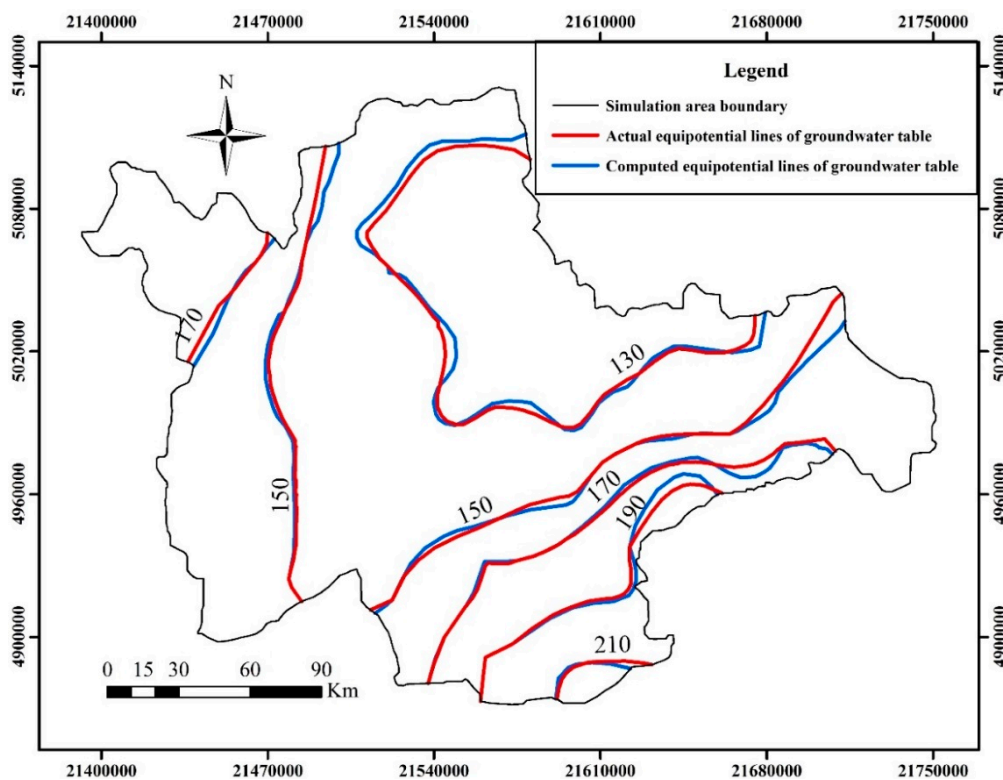 21400000 21470000 21540000 21610000 21680000 21750000
5140000 5140000
Legend
N
Simulation area boundary
Actual equipotential lines of groundwater table
Computed equipotential lines of groundwater table
5080000 5080000
170
130
5020000 5020000
150
150
170
190
4960000 4960000
210
4900000 4900000
0 15 30 60 90
Km
21400000 21470000 21540000 21610000 21680000 21750000